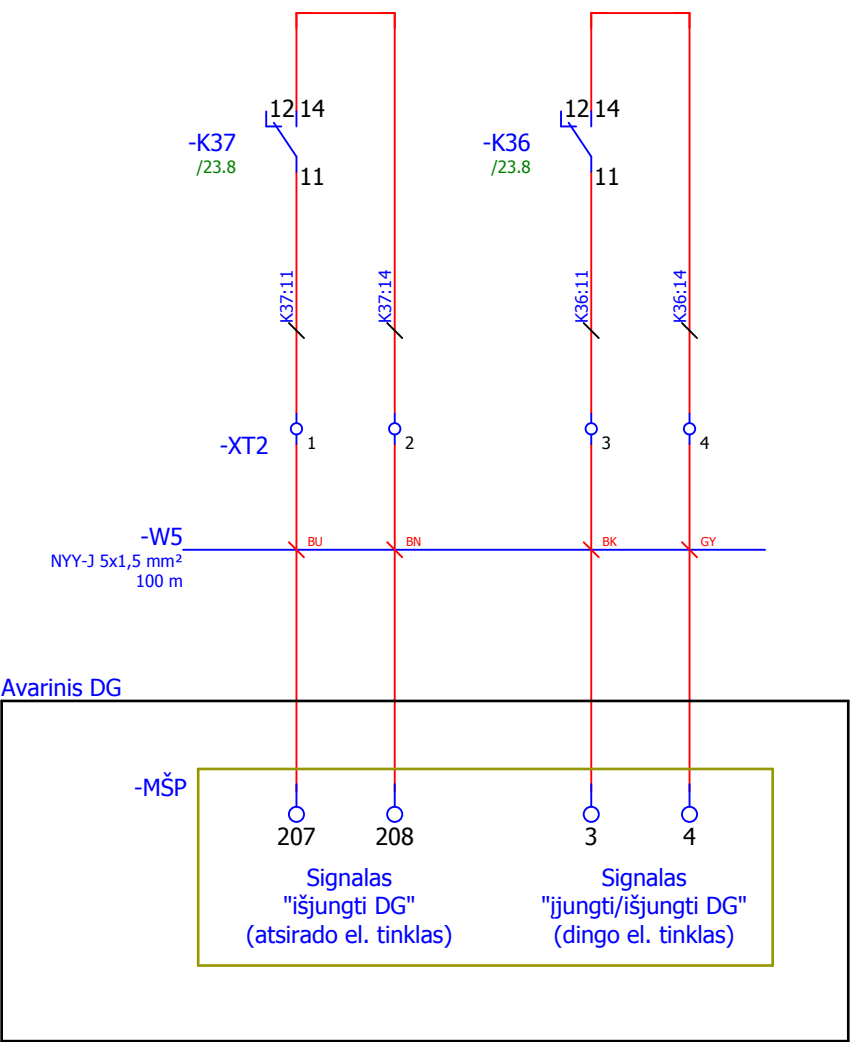 12 14
-K37
/23.8
11
12 14
-K36
/23.8
11
K37:11
K37:14
K36:11
K36:14
-XT2
1
2
3
4
-W5
NYY-J 5x1,5 mm²
100 m
BU
BN
BK
GY
Avarinis DG
-MŠP
207
208
3
4
Signalas
"išjungti DG"
(atsirado el. tinklas)
Signalas
"įjungti/išjungti DG"
(dingo el. tinklas)